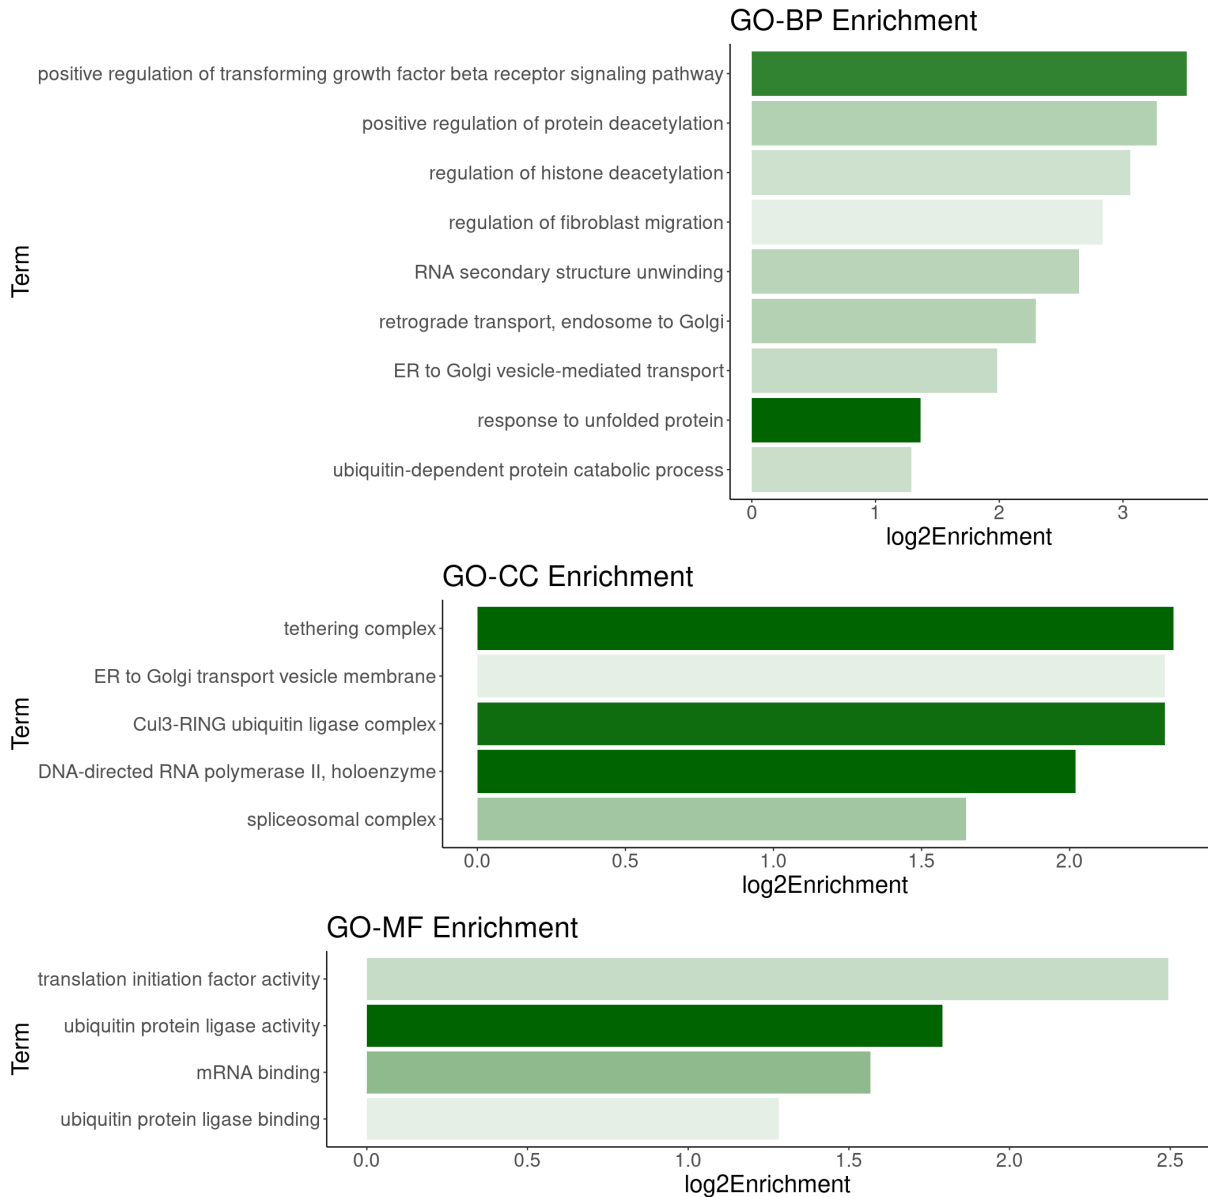 GO-BP Enrichment
Term
positive regulation of transforming growth factor beta receptor signaling pathway
positive regulation of protein deacetylation
regulation of histone deacetylation
regulation of fibroblast migration
RNA secondary structure unwinding
retrograde transport, endosome to Golgi
ER to Golgi vesicle-mediated transport
response to unfolded protein
ubiquitin-dependent protein catabolic process
0 1 2 3
log2Enrichment
GO-CC Enrichment
Term
tethering complex
ER to Golgi transport vesicle membrane
Cul3-RING ubiquitin ligase complex
DNA-directed RNA polymerase II, holoenzyme
spliceosomal complex
0.0 0.5 1.0 1.5 2.0
log2Enrichment
GO-MF Enrichment
Term
translation initiation factor activity
ubiquitin protein ligase activity
mRNA binding
ubiquitin protein ligase binding
0.0 0.5 1.0 1.5 2.0 2.5
log2Enrichment